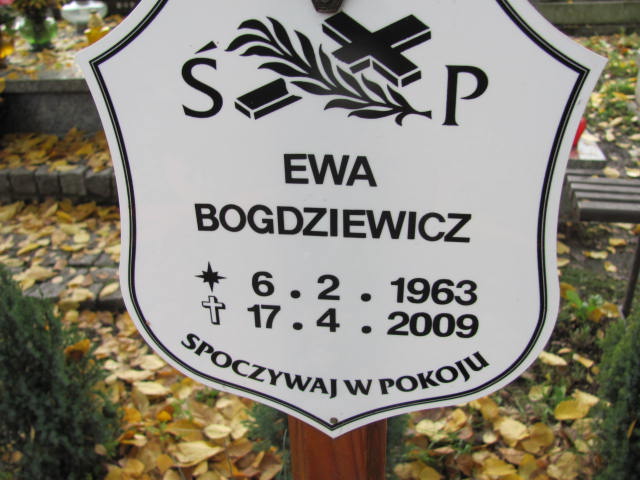 Ś P
EWA
BOGDZIEWICZ
6.2.1963
17.4.2009
SPOCZYWAJ W POKOJU